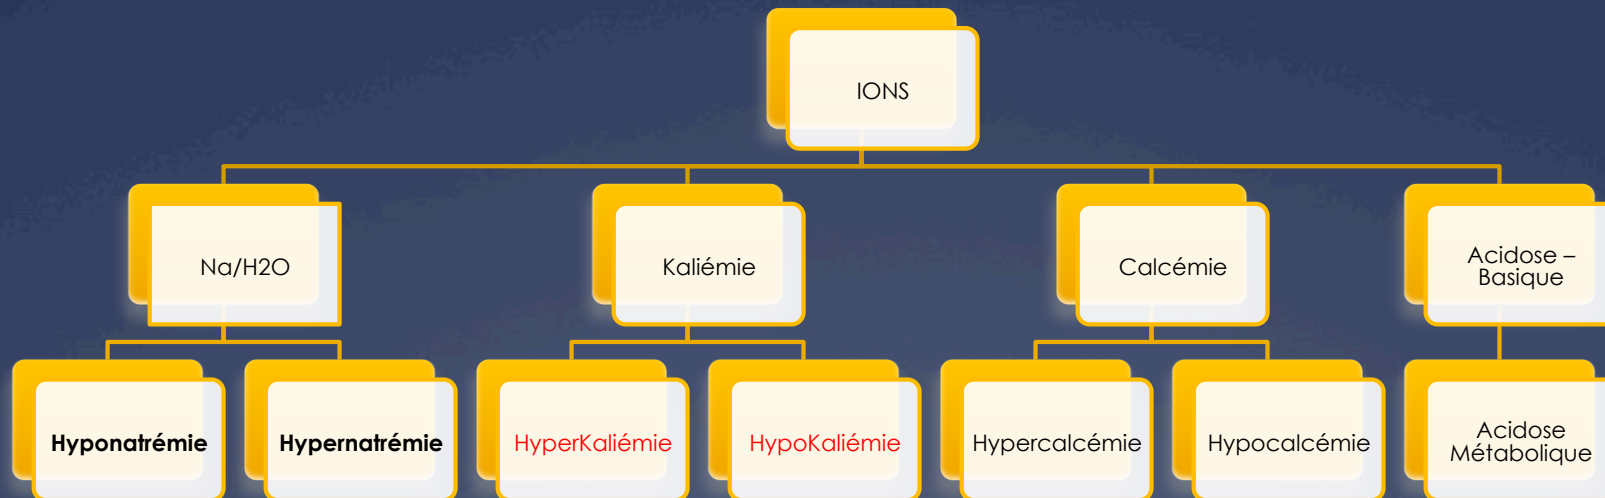 IONS
Na/H2O
Kaliémie
Calcémie
Acidose –
Basique
Hyponatrémie
Hypernatrémie
HyperKaliémie
HypoKaliémie
Hypercalcémie
Hypocalcémie
Acidose
Métabolique